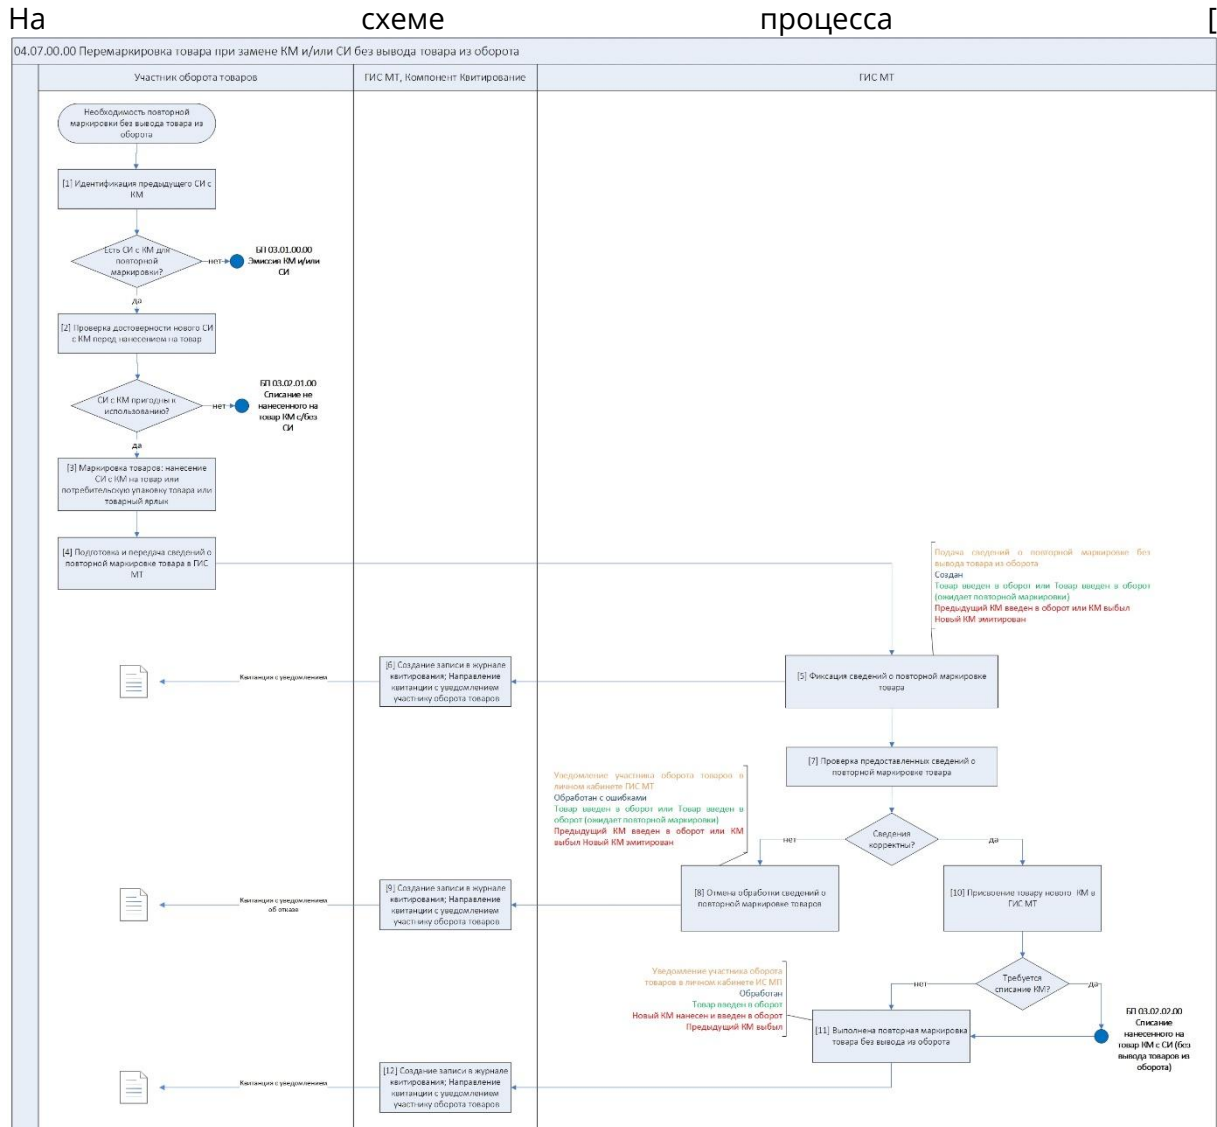 На схеме процесса [
04.07.00.00 Перемаркировка товара при замене КМ и/или СИ без вывода товара из оборота
Участник оборота товаров
ГИС МТ, Компонент Квитирование
ГИС МТ
Необходимость повторной
маркировки без вывода товара из
оборота
[1] Идентификация предыдущего СИ с
КМ
Есть СИ с КМ для
повторной
маркировки?
нет
БП 03.01.00.00
Эмиссия КМ и/или
СИ
да
[2] Проверка достоверности нового СИ
с КМ перед нанесением на товар
СИ с КМ пригодны к
использованию?
нет
БП 03.02.01.00
Списание не
нанесенного на
товар КМ с/без
СИ
да
[3] Маркировка товаров: нанесение
СИ с КМ на товар или
потребительскую упаковку товара или
товарный ярлык
[4] Подготовка и передача сведений о
повторной маркировке товара в ГИС
МТ
Подача сведений о повторной маркировке без
вывода товара из оборота
Создан
Товар введен в оборот или Товар введен в оборот
(ожидает повторной маркировки)
Предыдущий КМ введен в оборот или КМ выбыл
Новый КМ эмитирован
[5] Фиксация сведений о повторной маркировке
товара
[6] Создание записи в журнале
квитирования; Направление
квитанции с уведомлением
участнику оборота товаров
Квитанция с уведомлением
[7] Проверка предоставленных сведений о
повторной маркировке товара
Уведомление участника оборота товаров в
личном кабинете ГИС МТ
Обработан с ошибками
Товар введен в оборот или Товар введен в
оборот (ожидает повторной маркировки)
Предыдущий КМ введен в оборот или КМ
выбыл Новый КМ эмитирован
Сведения
корректны?
нет
да
[8] Отмена обработки сведений о
повторной маркировке товаров
[9] Создание записи в журнале
квитирования; Направление
квитанции с уведомлением
участнику оборота товаров
Квитанция с уведомлением
об отказе
[10] Присвоение товару нового КМ в
ГИС МТ
Требуется
списание КМ?
нет
да
Уведомление участника оборота
товаров в личном кабинете ИС МП
Обработан
Товар введен в оборот
Новый КМ нанесен и введен в оборот
Предыдущий КМ выбыл
[11] Выполнена повторная маркировка
товара без вывода из оборота
БП 03.02.02.00
Списание
нанесенного на
товар КМ с СИ (без
вывода товаров из
оборота)
[12] Создание записи в журнале
квитирования; Направление
квитанции с уведомлением
участнику оборота товаров
Квитанция с уведомлением